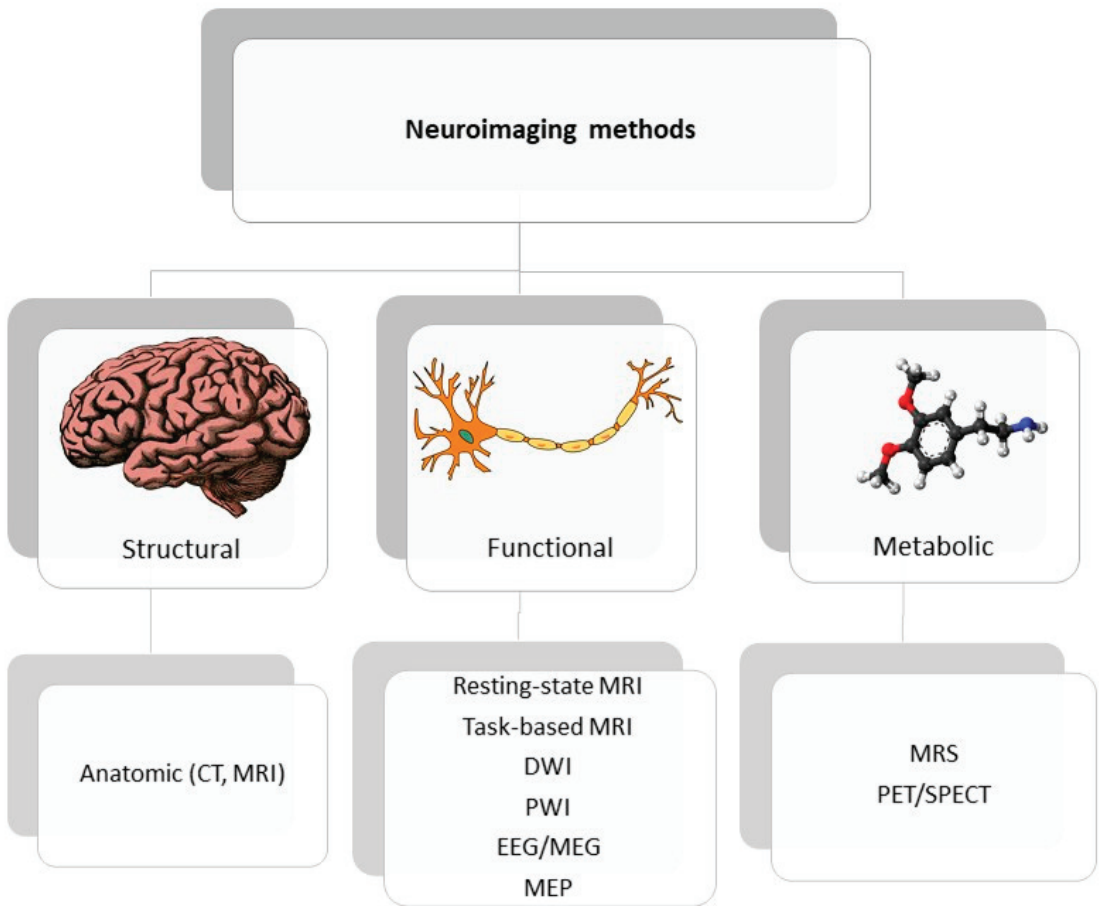 Neuroimaging methods
Structural
Functional
Metabolic
Anatomic (CT, MRI)
Resting-state MRI
Task-based MRI
DWI
PWI
EEG/MEG
MEP
MRS
PET/SPECT